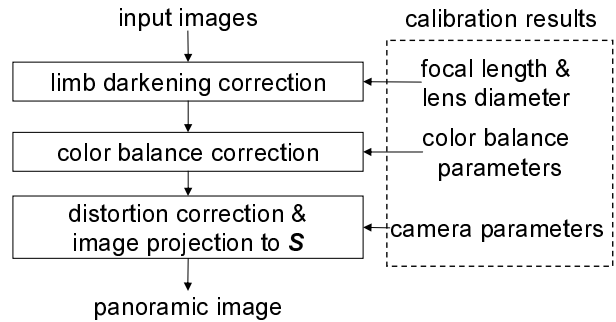 input images
calibration results
limb darkening correction
focal length &
lens diameter
color balance correction
color balance
parameters
distortion correction &
image projection to S
camera parameters
panoramic image